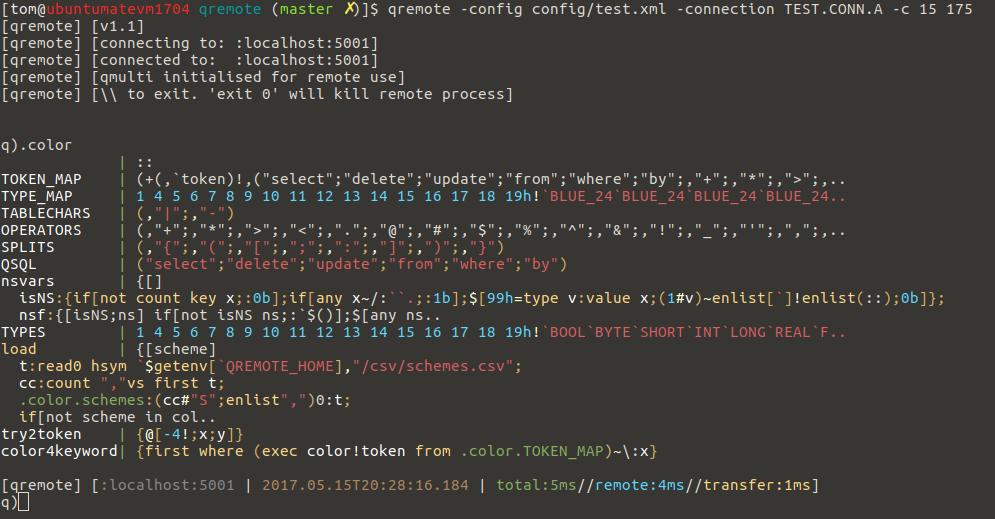 [tom@ubuntumatevm1704 qremote (master ✗)]$ qremote -config config/test.xml -connection TEST.CONN.A -c 15 175
[qremote] [v1.1]
[qremote] [connecting to: :localhost:5001]
[qremote] [connected to:  :localhost:5001]
[qremote] [qmulti initialised for remote use]
[qremote] [\\ to exit. 'exit 0' will kill remote process]
q).color
             | ::
TOKEN_MAP    | (+(,`token)!,("select";"delete";"update";"from";"where";"by";,"+";,"*";,">";,..
TYPE_MAP     | 1 4 5 6 7 8 9 10 11 12 13 14 15 16 17 18 19h!`BLUE_24`BLUE_24`BLUE_24`BLUE_24..
TABLECHARS   | (,"|";,"-")
OPERATORS    | (,"+";,"*";,">";,"<";,".";,"@";,"#";,"$";,"%";,"^";,"&";,"!";,"_";,"'";,",";,..
SPLITS       | (,"{";,"(";,"[";,";";,":";,"]";,")";,"}")
QSQL         | ("select";"delete";"update";"from";"where";"by")
nsvars       | {[]
  isNS:{if[not count key x;:0b];if[any x~/:``.;:1b];$[99h=type v:value x;(1#v)~enlist[`]!enlist(::);0b]};
  nsf:{[isNS;ns] if[not isNS ns;:`$()];$[any ns..
TYPES        | 1 4 5 6 7 8 9 10 11 12 13 14 15 16 17 18 19h!`BOOL`BYTE`SHORT`INT`LONG`REAL`F..
load         | {[scheme]
  t:read0 hsym `$getenv[`QREMOTE_HOME],"/csv/schemes.csv";
  cc:count ","vs first t;
  .color.schemes:(cc#"S";enlist",")0:t;
  if[not scheme in col..
try2token    | {@[-4!;x;y]}
color4keyword| {first where (exec color!token from .color.TOKEN_MAP)~\:x}
[qremote] [:localhost:5001 | 2017.05.15T20:28:16.184 | total:5ms//remote:4ms//transfer:1ms]
q)